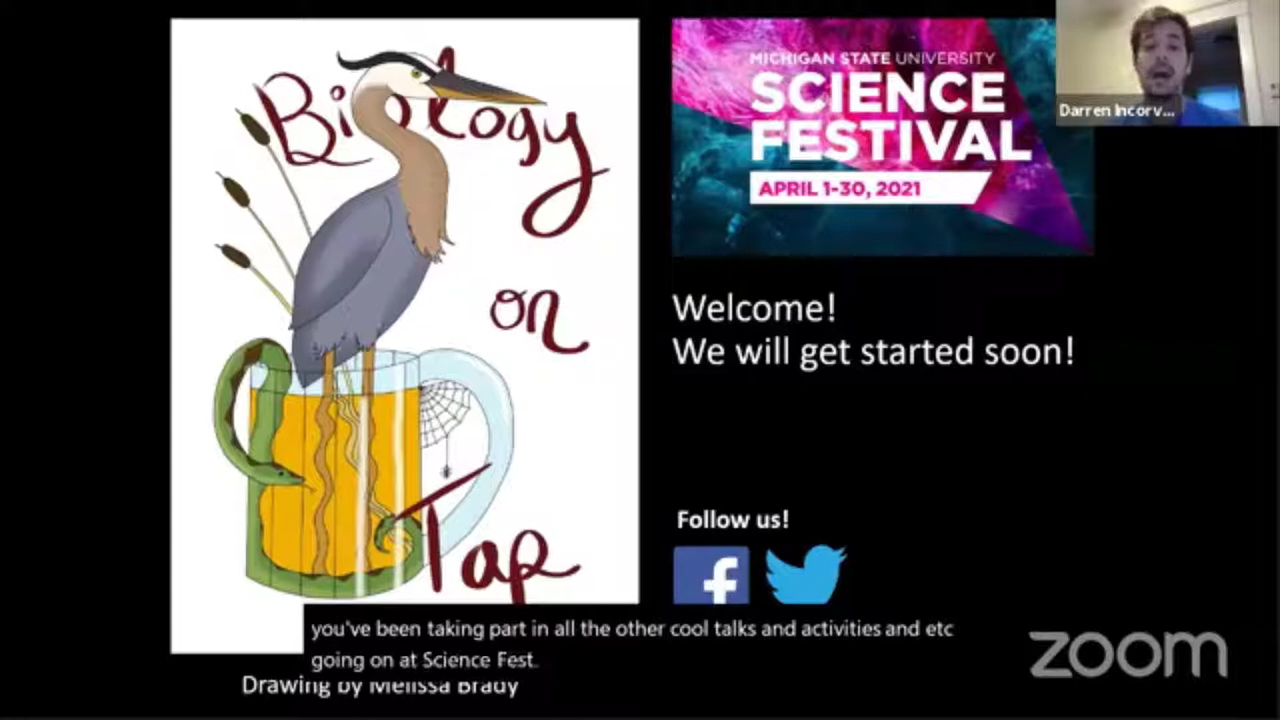 Biology
on
Tap
MICHIGAN STATE UNIVERSITY
SCIENCE
FESTIVAL
APRIL 1-30, 2021
Darren Incorv...
Welcome!
We will get started soon!
Follow us!
you've been taking part in all the other cool talks and activities and etc
going on at Science Fest.
Drawing by Melissa Brady
zoom